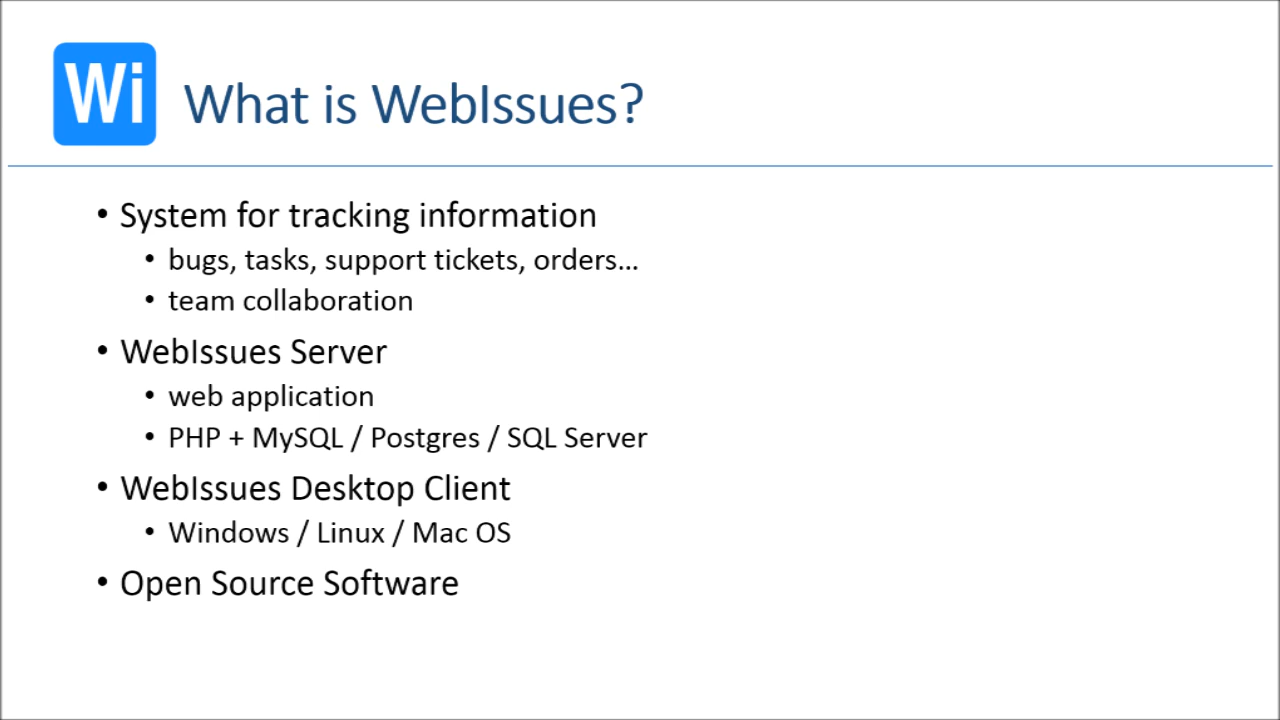 Wi
What is WebIssues?
• System for tracking information
• bugs, tasks, support tickets, orders…
• team collaboration
• WebIssues Server
• web application
• PHP + MySQL / Postgres / SQL Server
• WebIssues Desktop Client
• Windows / Linux / Mac OS
• Open Source Software